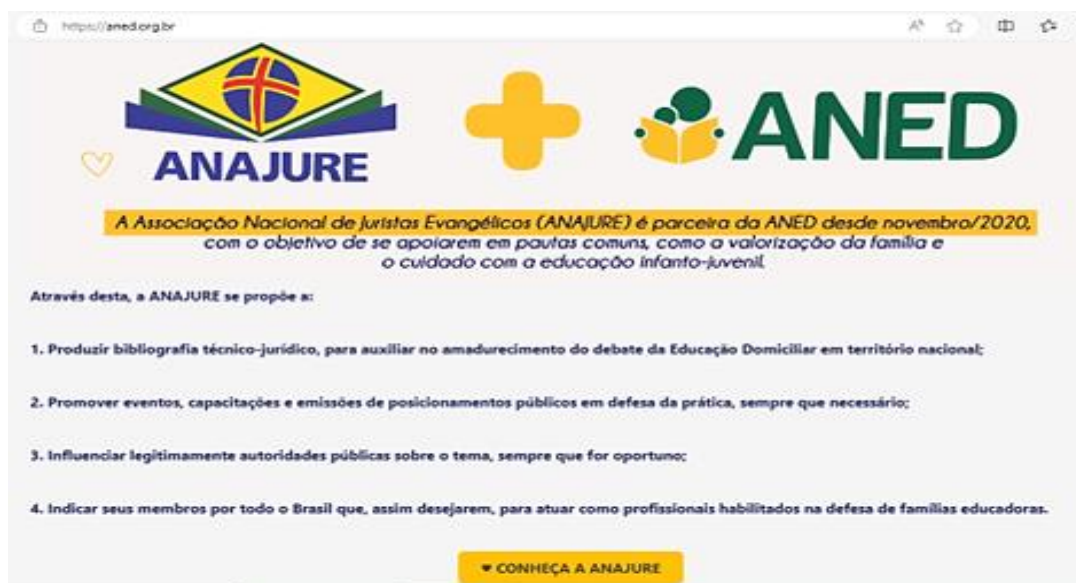 https://aned.org.br
ANAJURE
ANED
A Associação Nacional de Juristas Evangélicos (ANAJURE) é parceira da ANED desde novembro/2020,
com o objetivo de se apoiarem em pautas comuns, como a valorização da família e
o cuidado com a educação infanto-juvenil.
Através desta, a ANAJURE se propõe a:
1. Produzir bibliografia técnico-jurídico, para auxiliar no amadurecimento do debate da Educação Domiciliar em território nacional;
2. Promover eventos, capacitações e emissões de posicionamentos públicos em defesa da prática, sempre que necessário;
3. Influenciar legitimamente autoridades públicas sobre o tema, sempre que for oportuno;
4. Indicar seus membros por todo o Brasil que, assim desejarem, para atuar como profissionais habilitados na defesa de famílias educadoras.
♥ CONHEÇA A ANAJURE